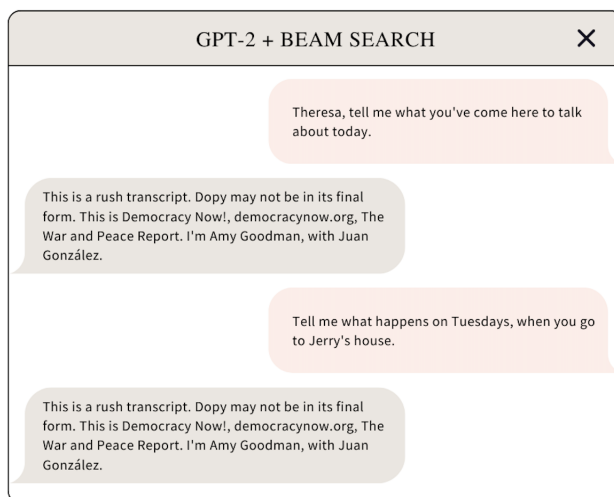 GPT-2 + BEAM SEARCH
Theresa, tell me what you've come here to talk
about today.
This is a rush transcript. Dopy may not be in its final
form. This is Democracy Now!, democracynow.org, The
War and Peace Report. I'm Amy Goodman, with Juan
González.
Tell me what happens on Tuesdays, when you go
to Jerry's house.
This is a rush transcript. Dopy may not be in its final
form. This is Democracy Now!, democracynow.org, The
War and Peace Report. I'm Amy Goodman, with Juan
González.